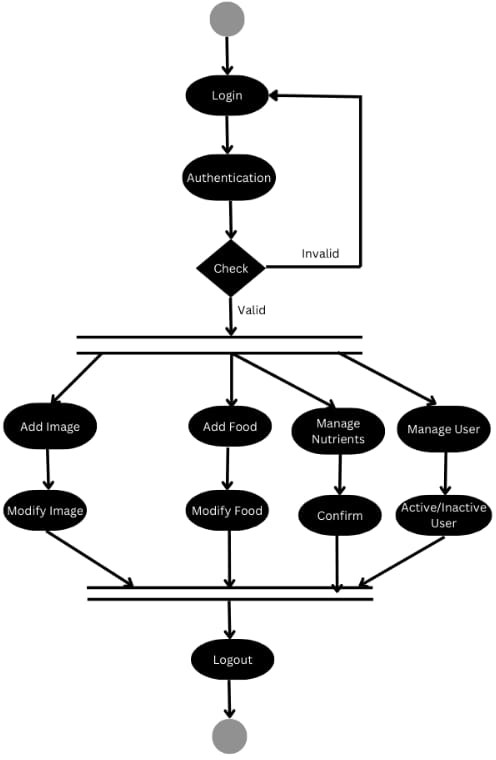 Login
Authentication
Check
Invalid
Valid
Add Image
Add Food
Manage
Nutrients
Manage User
Modify Image
Modify Food
Confirm
Active/Inactive
User
Logout